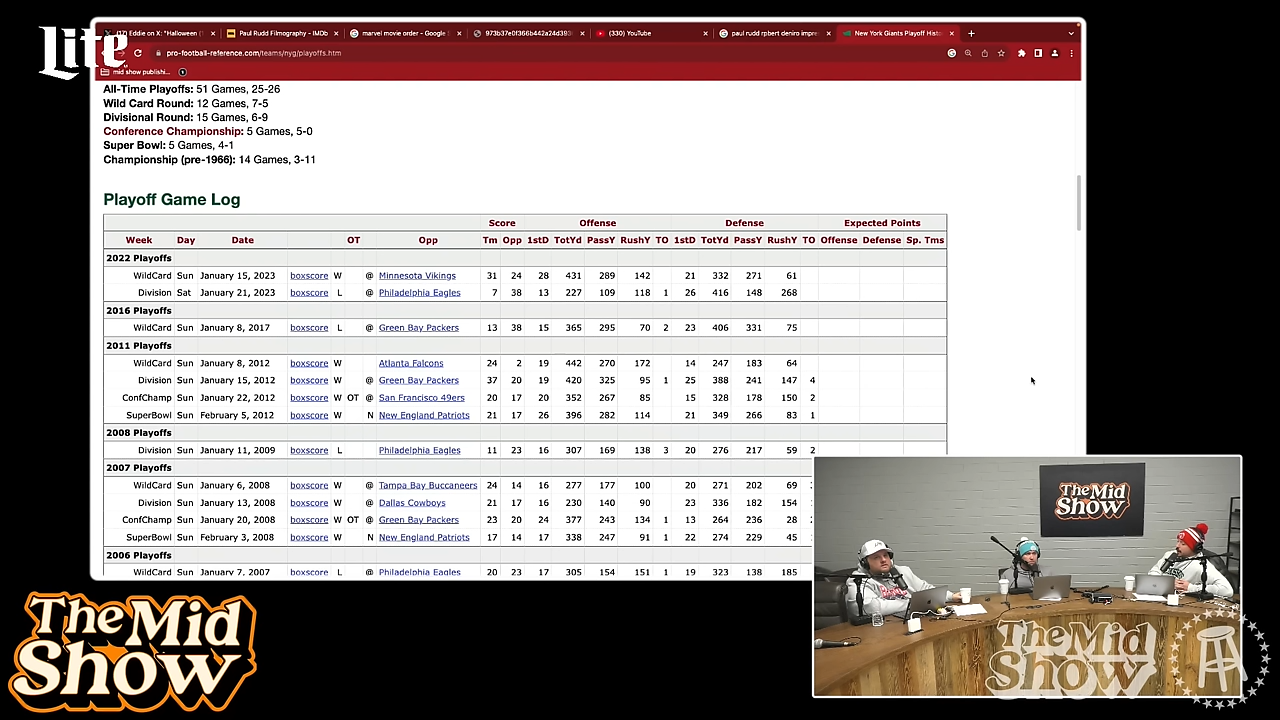 Lite
(17) Eddie on X: "Halloween (
Paul Rudd Filmography - IMDb
marvel movie order - Google
973b37e0f366b442a24d393
(330) YouTube
paul rudd rpbert deniro impre
New York Giants Playoff Histo
pro-football-reference.com/teams/nyg/playoffs.htm
mid show publishi...
All-Time Playoffs: 51 Games, 25-26
Wild Card Round: 12 Games, 7-5
Divisional Round: 15 Games, 6-9
Conference Championship: 5 Games, 5-0
Super Bowl: 5 Games, 4-1
Championship (pre-1966): 14 Games, 3-11
Playoff Game Log
Score Offense Defense Expected Points
Week Day Date OT Opp Tm Opp 1stD TotYd PassY RushY TO 1stD TotYd PassY RushY TO Offense Defense Sp. Tms
2022 Playoffs
WildCard Sun January 15, 2023 boxscore W @ Minnesota Vikings 31 24 28 431 289 142 21 332 271 61
Division Sat January 21, 2023 boxscore L @ Philadelphia Eagles 7 38 13 227 109 118 1 26 416 148 268
2016 Playoffs
WildCard Sun January 8, 2017 boxscore L @ Green Bay Packers 13 38 15 365 295 70 2 23 406 331 75
2011 Playoffs
WildCard Sun January 8, 2012 boxscore W Atlanta Falcons 24 2 19 442 270 172 14 247 183 64
Division Sun January 15, 2012 boxscore W @ Green Bay Packers 37 20 19 420 325 95 1 25 388 241 147 4
ConfChamp Sun January 22, 2012 boxscore W OT @ San Francisco 49ers 20 17 20 352 267 85 15 328 178 150 2
SuperBowl Sun February 5, 2012 boxscore W N New England Patriots 21 17 26 396 282 114 21 349 266 83 1
2008 Playoffs
Division Sun January 11, 2009 boxscore L Philadelphia Eagles 11 23 16 307 169 138 3 20 276 217 59 2
2007 Playoffs
WildCard Sun January 6, 2008 boxscore W @ Tampa Bay Buccaneers 24 14 16 277 177 100 20 271 202 69
Division Sun January 13, 2008 boxscore W @ Dallas Cowboys 21 17 16 230 140 90 23 336 182 154
ConfChamp Sun January 20, 2008 boxscore W OT @ Green Bay Packers 23 20 24 377 243 134 1 13 264 236 28
SuperBowl Sun February 3, 2008 boxscore W N New England Patriots 17 14 17 338 247 91 1 22 274 229 45
2006 Playoffs
WildCard Sun January 7, 2007 boxscore L @ Philadelphia Eagles 20 23 17 305 154 151 1 19 323 138 185
The Mid
Show
The Mid
Show
The Mid
Show